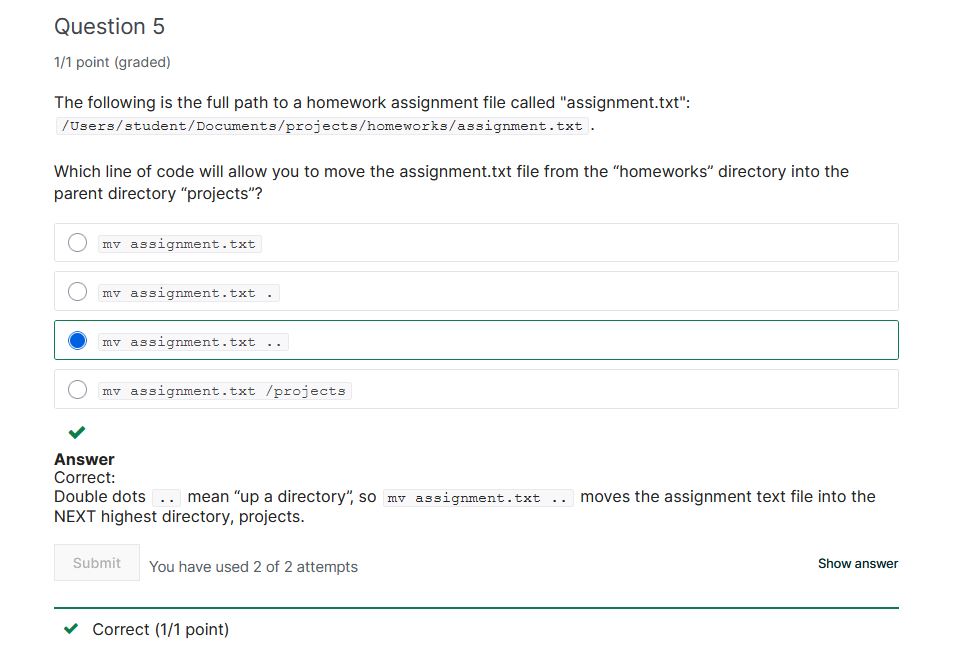 Question 5
1/1 point (graded)
The following is the full path to a homework assignment file called "assignment.txt":
/Users/student/Documents/projects/homeworks/assignment.txt .
Which line of code will allow you to move the assignment.txt file from the “homeworks” directory into the
parent directory “projects”?
mv assignment.txt
mv assignment.txt .
mv assignment.txt ..
mv assignment.txt /projects
Answer
Correct:
Double dots .. mean “up a directory”, so mv assignment.txt .. moves the assignment text file into the
NEXT highest directory, projects.
Submit You have used 2 of 2 attempts Show answer
Correct (1/1 point)